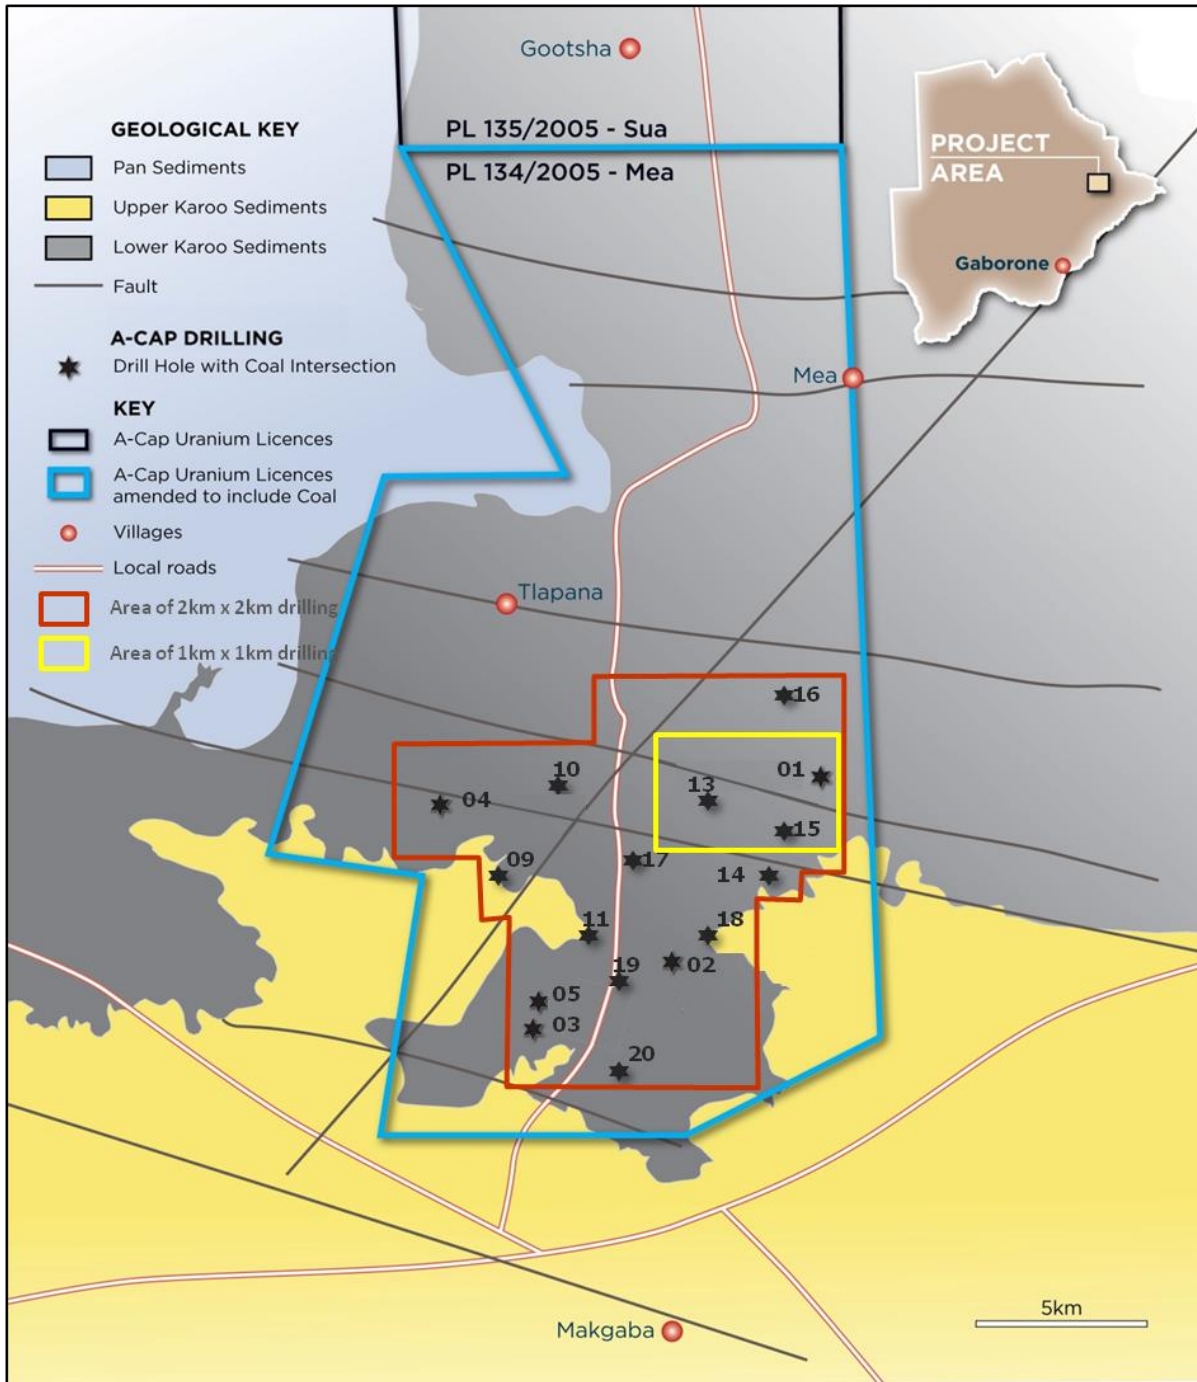 Gootsha
PL 135/2005 - Sua
PL 134/2005 - Mea
GEOLOGICAL KEY
Pan Sediments
Upper Karoo Sediments
Lower Karoo Sediments
Fault
A-CAP DRILLING
Drill Hole with Coal Intersection
KEY
A-Cap Uranium Licences
A-Cap Uranium Licences
amended to include Coal
Villages
Local roads
Area of 2km x 2km drilling
Area of 1km x 1km drilling
PROJECT
AREA
Gaborone
Mea
Tlapana
16
01
10
13
04
15
17
09
14
11
18
02
19
05
03
20
5km
Makgaba